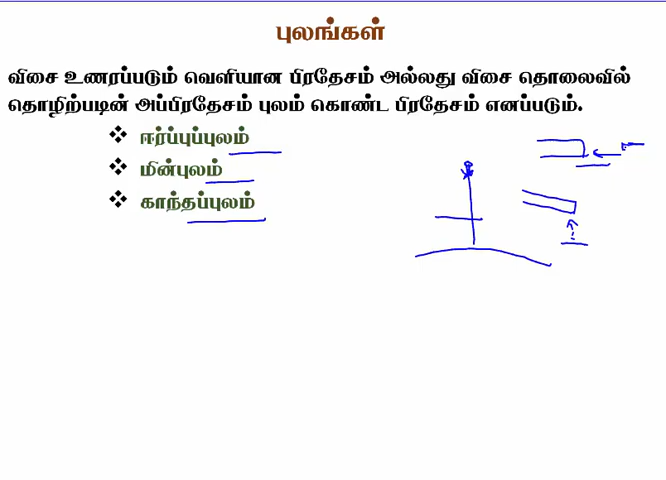 புலங்கள்
விசை உணரப்படும் வெளியான பிரதேசம் அல்லது விசை தொலைவில்
தொழிற்படின் அப்பிரதேசம் புலம் கொண்ட பிரதேசம் எனப்படும்.
❖ ஈர்ப்புப்புலம்
❖ மின்புலம்
❖ காந்தப்புலம்